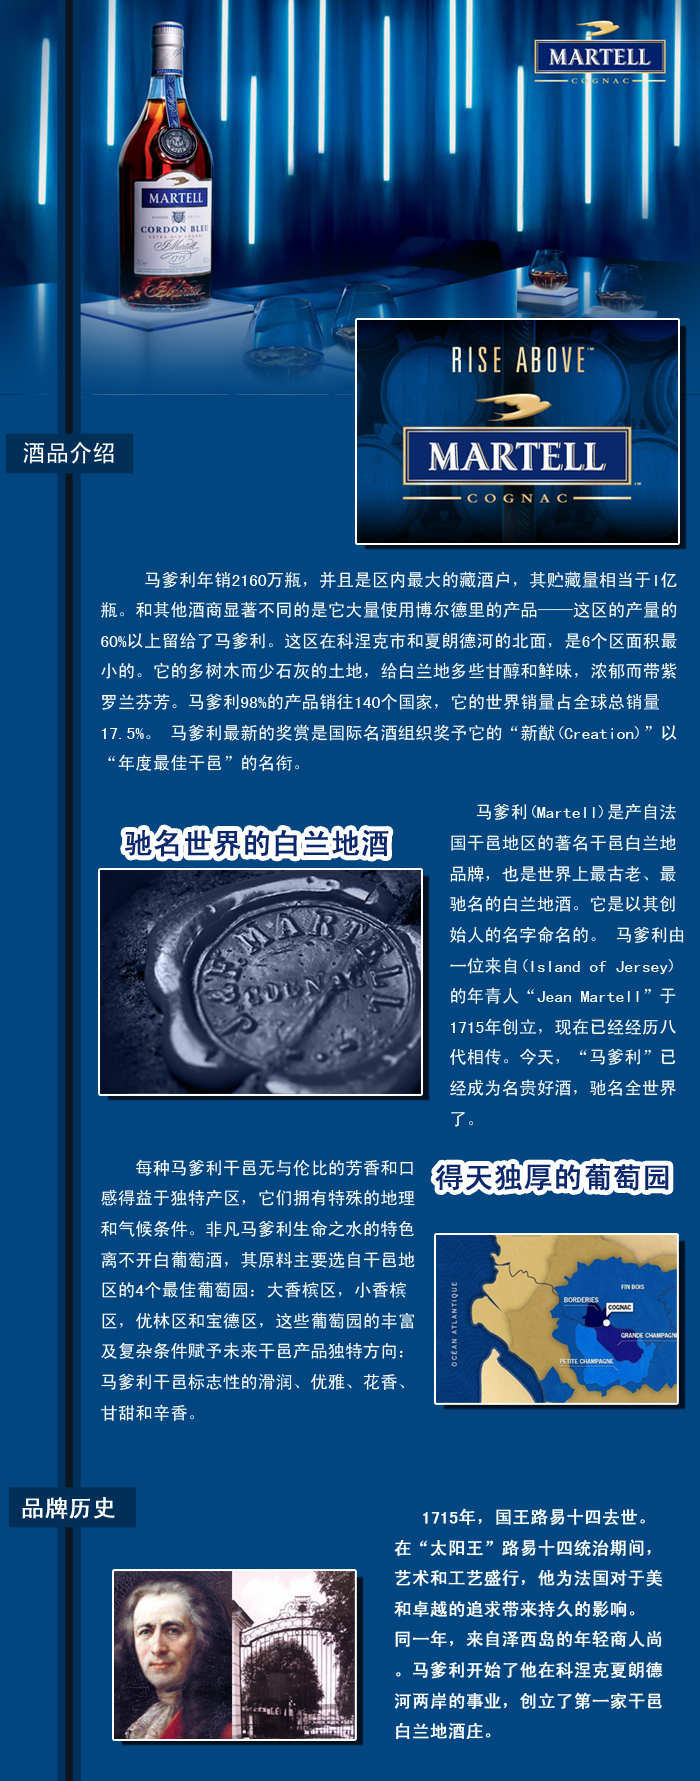 MARTELL
COGNAC
MARTELL
CORDON BLEU
RISE ABOVE™
MARTELL™
COGNAC
酒品介绍
马爹利年销2160万瓶，并且是区内最大的藏酒户，其贮藏量相当于1亿
瓶。和其他酒商显著不同的是它大量使用博尔德里的产品——这区的产量的
60%以上留给了马爹利。这区在科涅克市和夏朗德河的北面，是6个区面积最
小的。它的多树木而少石灰的土地，给白兰地多些甘醇和鲜味，浓郁而带紫
罗兰芬芳。马爹利98%的产品销往140个国家，它的世界销量占全球总销量
17.5%。 马爹利最新的奖赏是国际名酒组织奖予它的“新猷(Creation)”以
“年度最佳干邑”的名衔。
驰名世界的白兰地酒
J&F. MARTELL
COGNAC
马爹利(Martell)是产自法
国干邑地区的著名干邑白兰地
品牌，也是世界上最古老、最
驰名的白兰地酒。它是以其创
始人的名字命名的。 马爹利由
一位来自(Island of Jersey)
的年青人“Jean Martell”于
1715年创立，现在已经经历八
代相传。今天，“马爹利”已
经成为名贵好酒，驰名全世界
了。
每种马爹利干邑无与伦比的芳香和口
感得益于独特产区，它们拥有特殊的地理
和气候条件。非凡马爹利生命之水的特色
离不开白葡萄酒，其原料主要选自干邑地
区的4个最佳葡萄园：大香槟区，小香槟
区，优林区和宝德区，这些葡萄园的丰富
及复杂条件赋予未来干邑产品独特方向：
马爹利干邑标志性的滑润、优雅、花香、
甘甜和辛香。
得天独厚的葡萄园
OCÉAN ATLANTIQUE
FIN BOIS
BORDERIES
COGNAC
GRANDE CHAMPAGNE
PETITE CHAMPAGNE
品牌历史
1715年，国王路易十四去世。
在“太阳王”路易十四统治期间，
艺术和工艺盛行，他为法国对于美
和卓越的追求带来持久的影响。
同一年，来自泽西岛的年轻商人尚
。马爹利开始了他在科涅克夏朗德
河两岸的事业，创立了第一家干邑
白兰地酒庄。